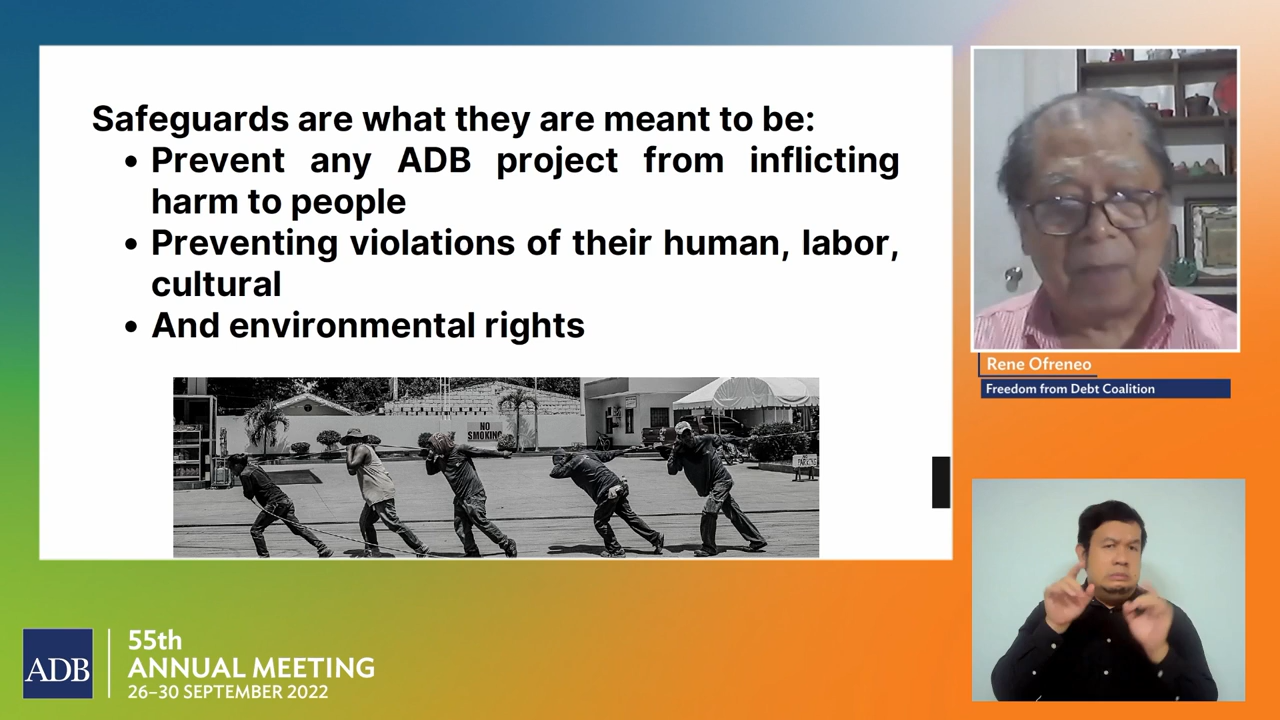 Safeguards are what they are meant to be:
• Prevent any ADB project from inflicting
harm to people
• Preventing violations of their human, labor,
cultural
• And environmental rights
NO
SMOKING
NO
PARKING
Rene Ofreneo
Freedom from Debt Coalition
ADB
55th
ANNUAL MEETING
26–30 SEPTEMBER 2022